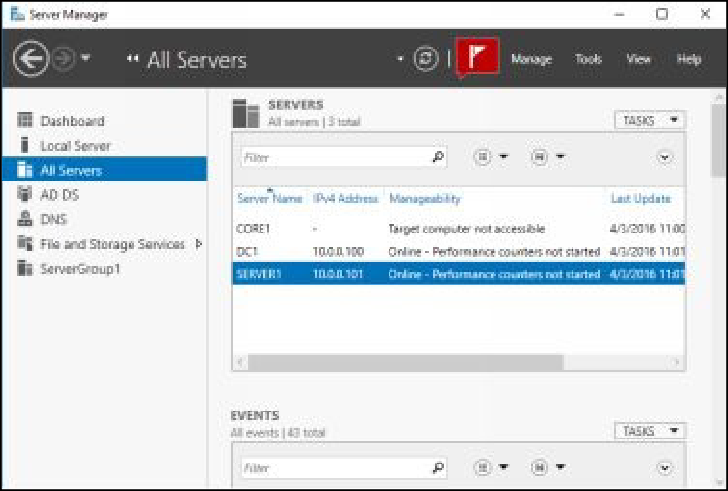 Server Manager
All Servers
Manage Tools View Help
Dashboard
Local Server
All Servers
AD DS
DNS
File and Storage Services
ServerGroup1
SERVERS
All servers | 3 total
TASKS
Filter
Server Name IPv4 Address Manageability Last Update
CORE1 - Target computer not accessible 4/3/2016 11:00
DC1 10.0.0.100 Online - Performance counters not started 4/3/2016 11:01
SERVER1 10.0.0.101 Online - Performance counters not started 4/3/2016 11:01
EVENTS
All events | 43 total
TASKS
Filter